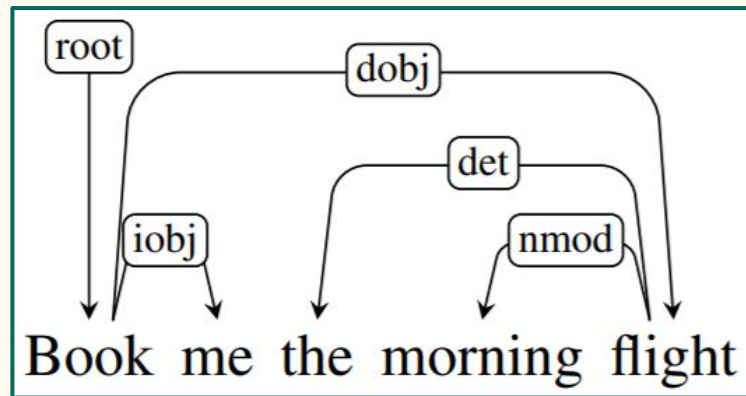 root
dobj
det
iobj
nmod
Book me the morning flight